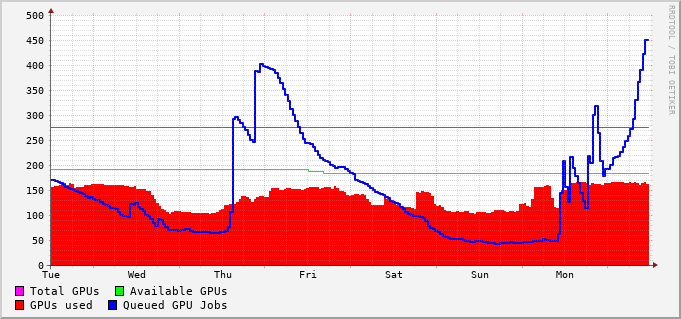 500
450
400
350
300
250
200
150
100
50
0
Tue Wed Thu Fri Sat Sun Mon
Total GPUs Available GPUs
GPUs used Queued GPU Jobs
RRDTOOL / TOBI OETIKER